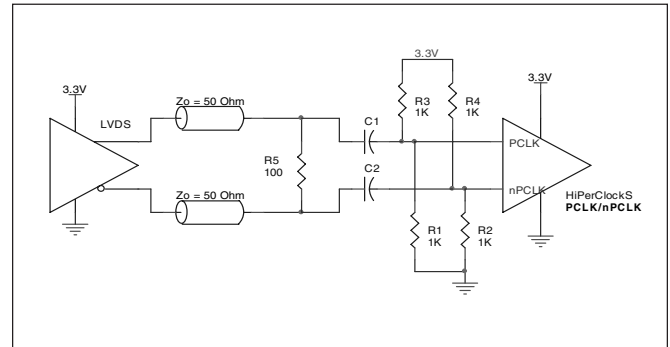 3.3V
3.3V
3.3V
Zo = 50 Ohm
LVDS
R3
1K
R4
1K
C1
PCLK
R5
100
C2
Zo = 50 Ohm
nPCLK
HiPerClockS
PCLK/nPCLK
R1
1K
R2
1K